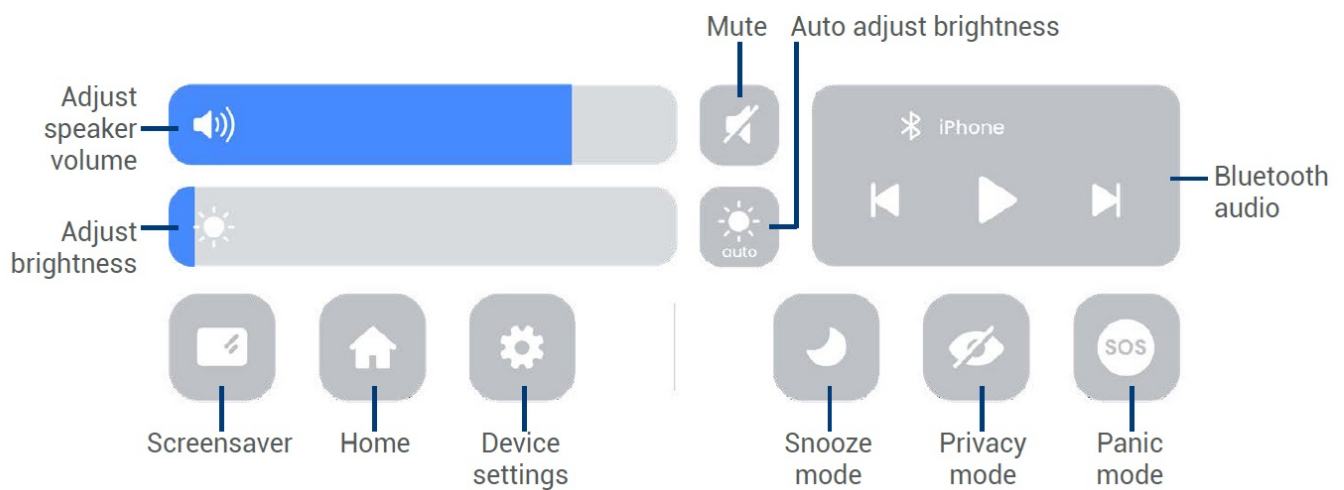 Mute
Auto adjust brightness
Adjust
speaker
volume
iPhone
Bluetooth
audio
Adjust
brightness
auto
SOS
Screensaver
Home
Device
settings
Snooze
mode
Privacy
mode
Panic
mode